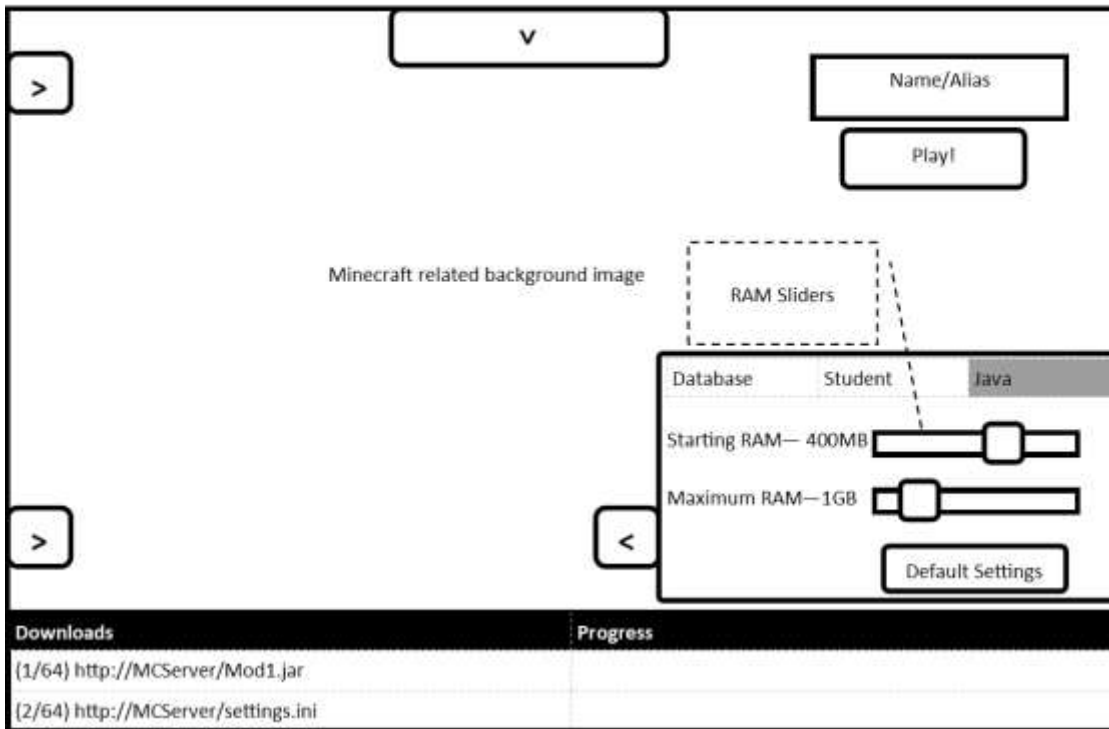 v
>
Name/Alias
Play!
Minecraft related background image
RAM Sliders
Database Student Java
Starting RAM— 400MB
Maximum RAM—1GB
>
<
Default Settings
Downloads Progress
(1/64) http://MCServer/Mod1.jar
(2/64) http://MCServer/settings.ini